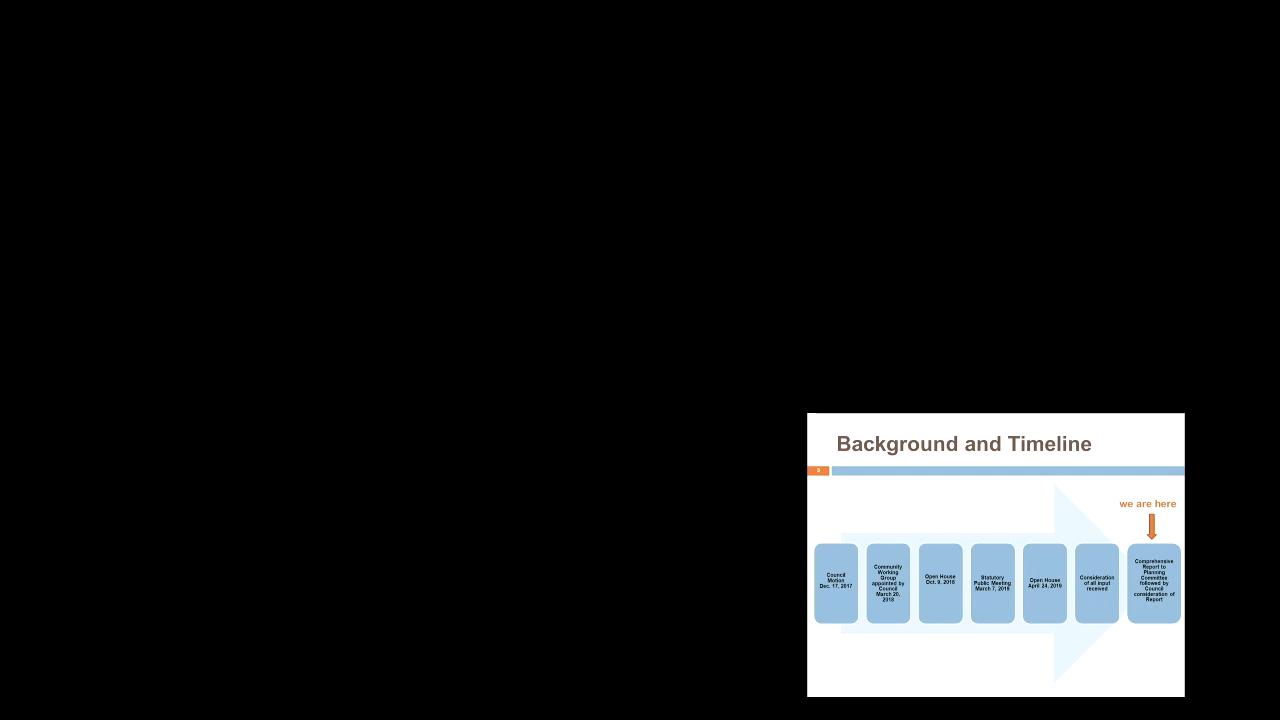 Background and Timeline
5
we are here
Council
Motion
Dec. 17, 2017
Community
Working
Group
appointed by
Council
March 20,
2018
Open House
Oct. 9, 2018
Statutory
Public Meeting
March 7, 2019
Open House
April 24, 2019
Consideration
of all input
received
Comprehensive
Report to
Planning
Committee
followed by
Council
consideration of
Report